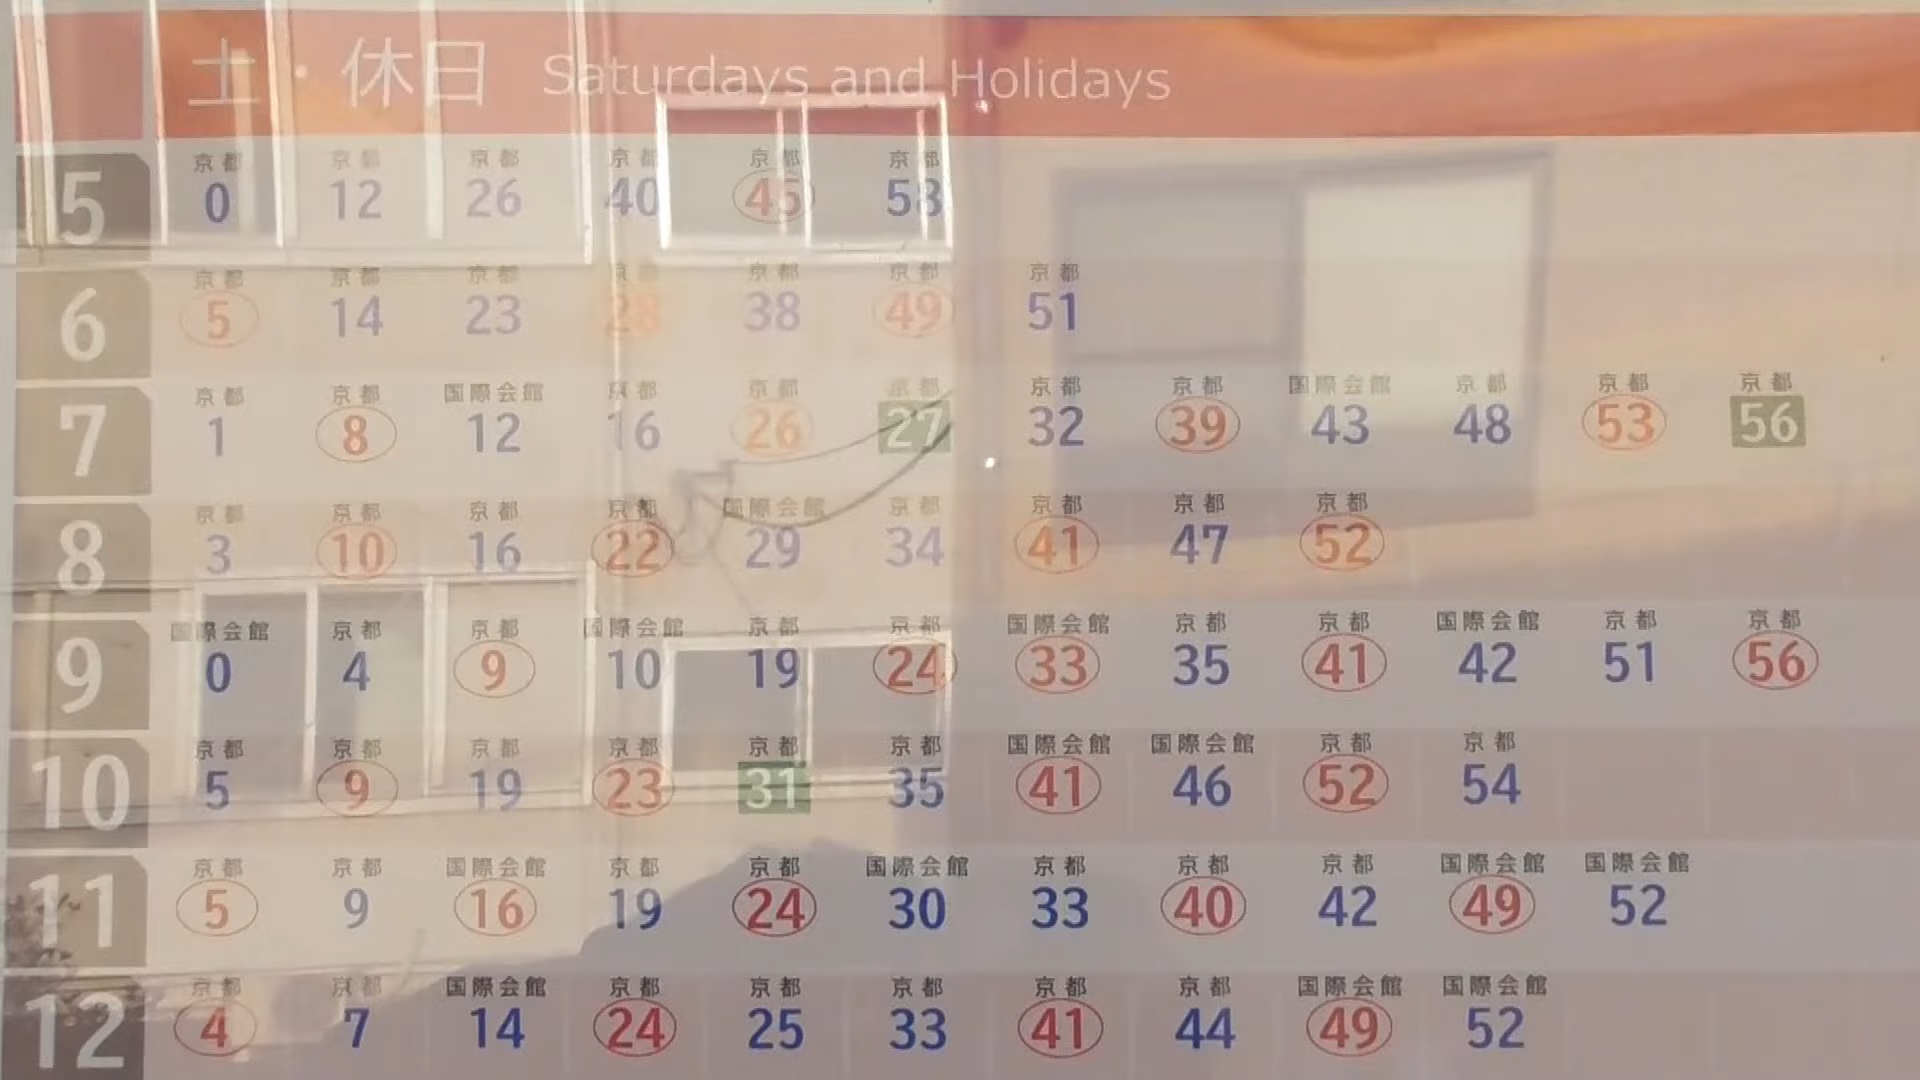 土・休日 Saturdays and Holidays
京都 京都 京都 京都 京都 京都
5 0 12 26 40 45 58
京都 京都 京都 京都 京都 京都 京都
6 5 14 23 28 38 49 51
京都 京都 国際会館 京都 京都 京都 京都 京都 国際会館 京都 京都 京都
7 1 8 12 16 26 27 32 39 43 48 53 56
京都 京都 京都 京都 国際会館 京都 京都 京都 京都
8 3 10 16 22 29 34 41 47 52
国際会館 京都 京都 国際会館 京都 京都 国際会館 京都 京都 国際会館 京都 京都
9 0 4 9 10 19 24 33 35 41 42 51 56
京都 京都 京都 京都 京都 京都 国際会館 国際会館 京都 京都
10 5 9 19 23 31 35 41 46 52 54
京都 京都 国際会館 京都 京都 国際会館 京都 京都 京都 国際会館 国際会館
11 5 9 16 19 24 30 33 40 42 49 52
京都 京都 国際会館 京都 京都 京都 京都 京都 国際会館 国際会館
12 4 7 14 24 25 33 41 44 49 52